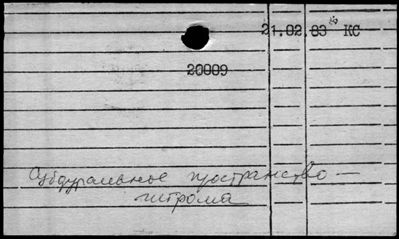 21.02.83 КС
20009
Субдуральное пространство —
гигрома